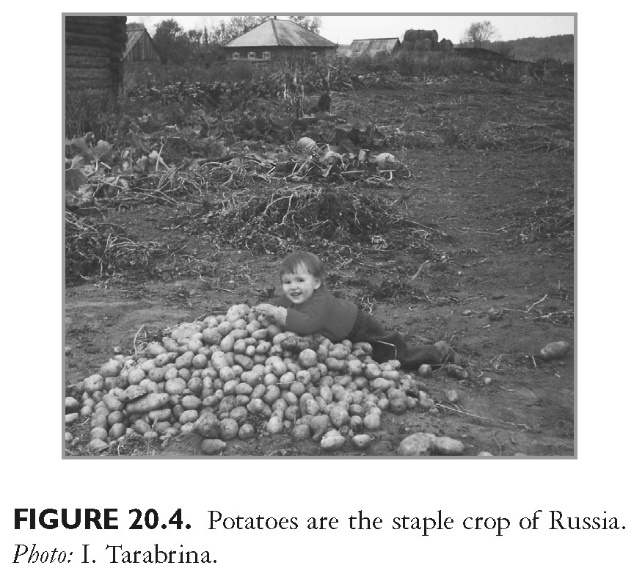 FIGURE 20.4. Potatoes are the staple crop of Russia.
Photo: I. Tarabrina.